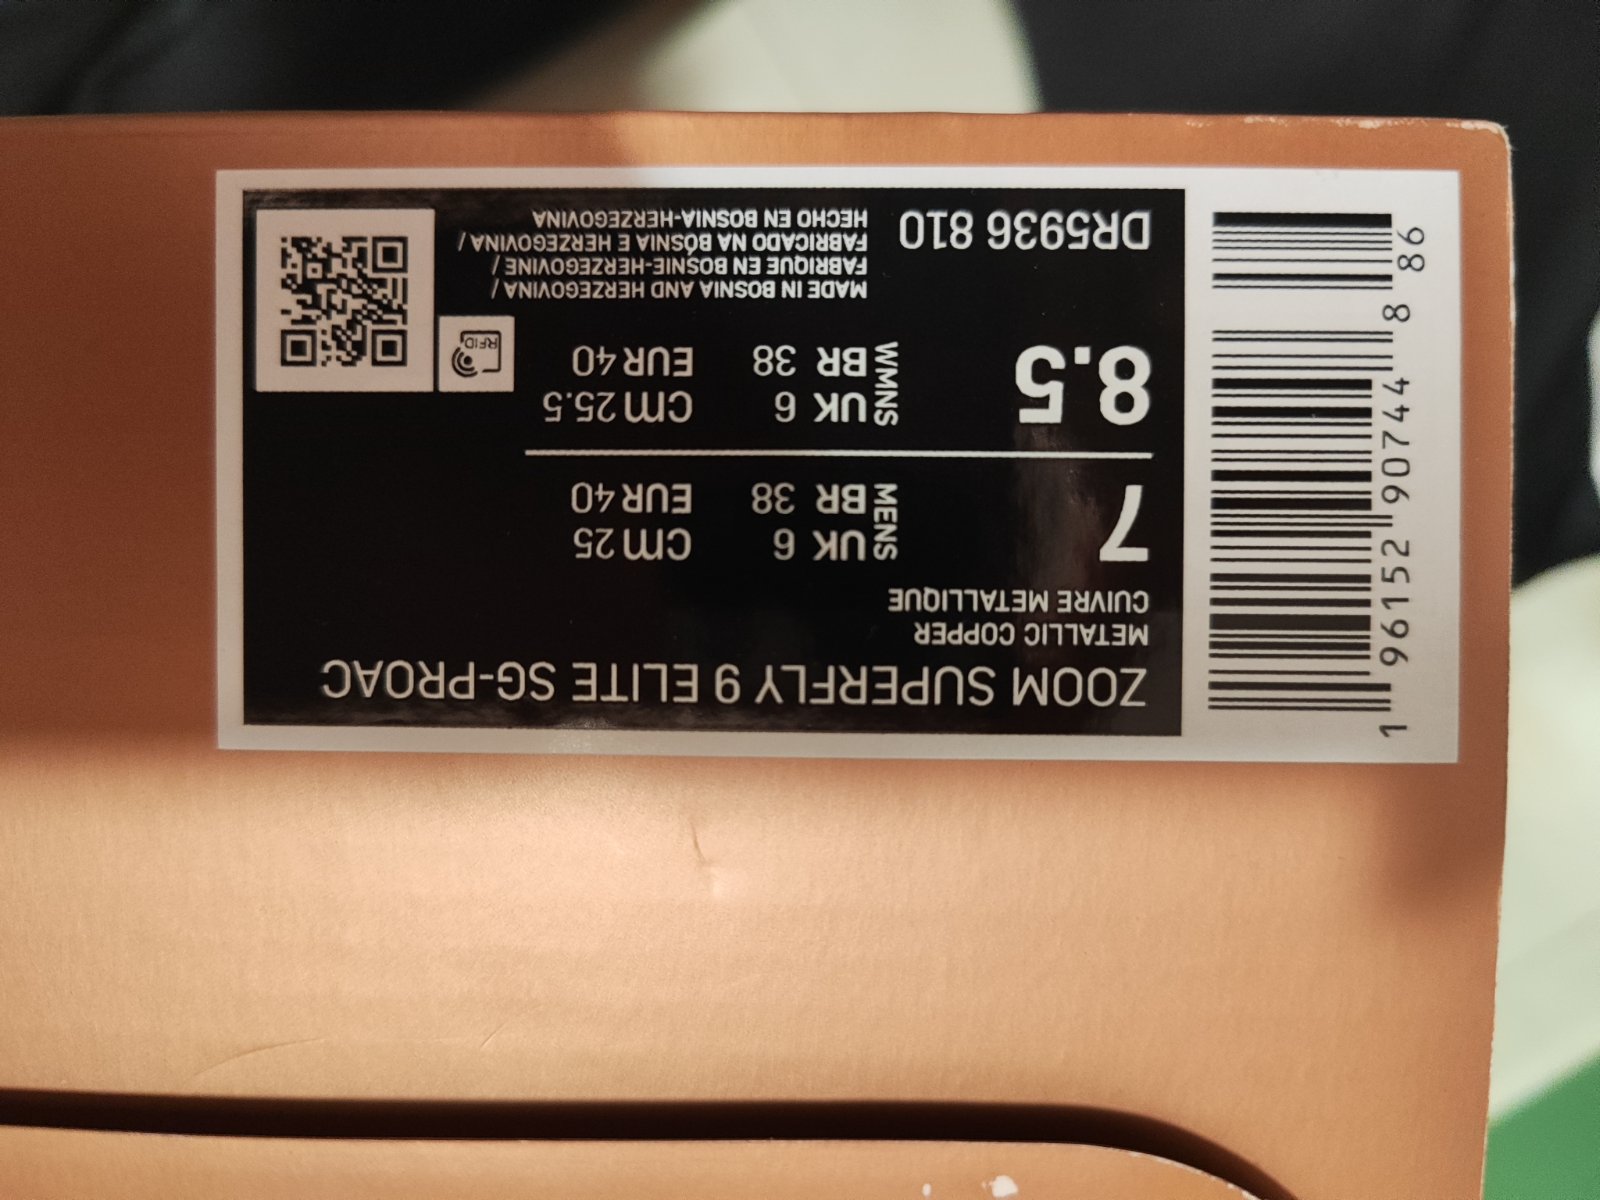 ZOOM SUPERFLY 9 ELITE SG-PROAC
METALLIC COPPER
CUIVRE METALLIQUE
7
MENS
UK 6 CM 25
BR 38 EUR 40
8.5
WMNS
UK 6 CM 25.5
BR 38 EUR 40
RFID
DR5936 810
MADE IN BOSNIA AND HERZEGOVINA /
FABRIQUE EN BOSNIE-HERZEGOVINE /
FABRICADO NA BÓSNIA E HERZEGOVINA /
HECHO EN BOSNIA-HERZEGOVINA
1 96152 90744 8 86